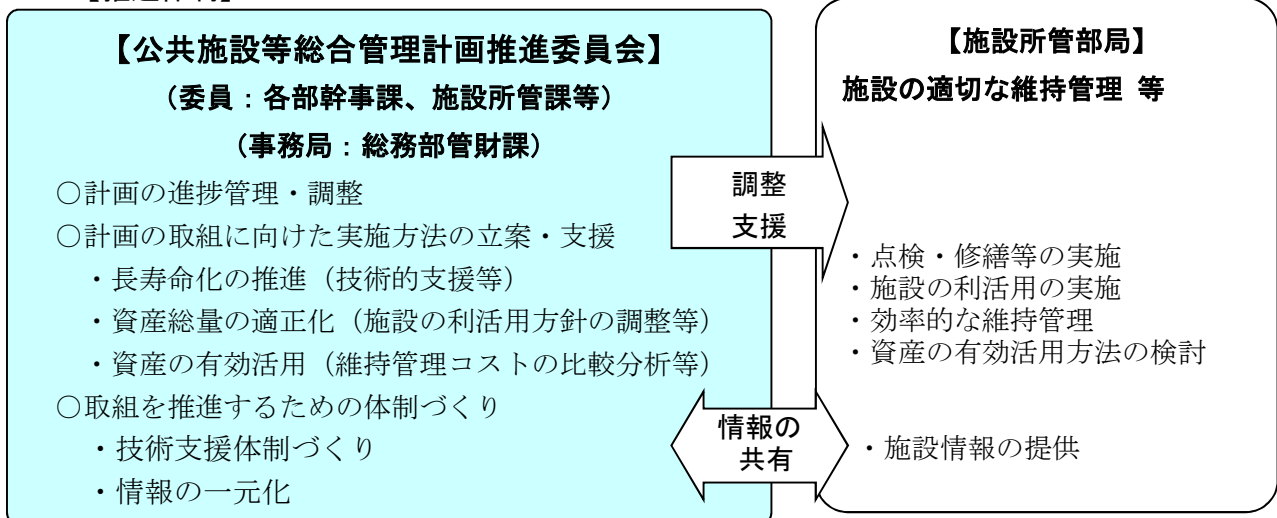 【公共施設等総合管理計画推進委員会】
（委員：各部幹事課、施設所管課等）
（事務局：総務部管財課）
○計画の進捗管理・調整
○計画の取組に向けた実施方法の立案・支援
・長寿命化の推進（技術的支援等）
・資産総量の適正化（施設の利活用方針の調整等）
・資産の有効活用（維持管理コストの比較分析等）
○取組を推進するための体制づくり
・技術支援体制づくり
・情報の一元化
調整
支援
情報の
共有
【施設所管部局】
施設の適切な維持管理 等
・点検・修繕等の実施
・施設の利活用の実施
・効率的な維持管理
・資産の有効活用方法の検討
・施設情報の提供